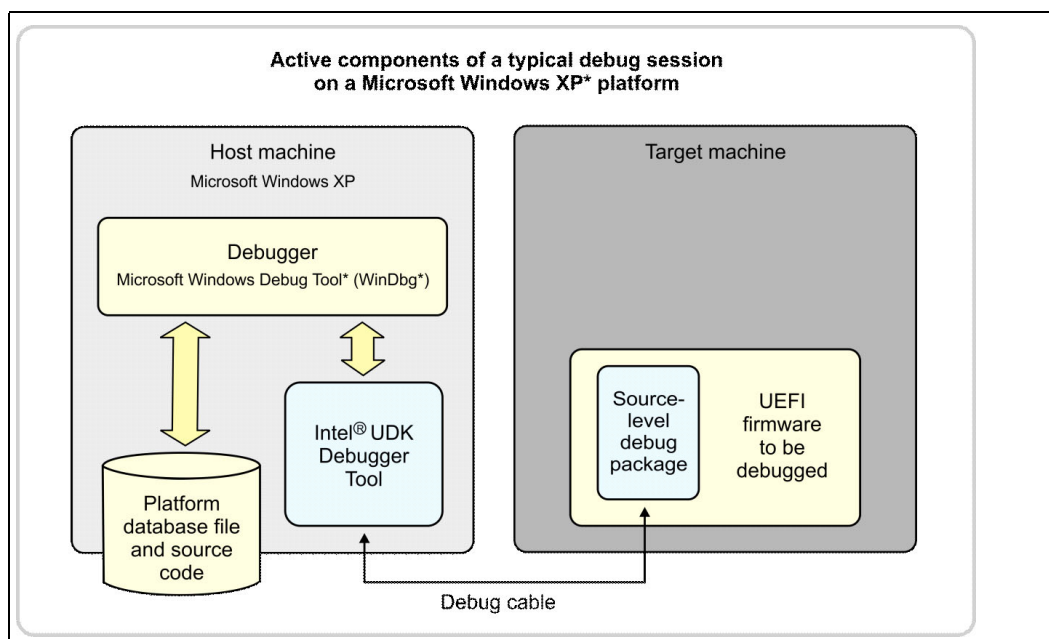 Active components of a typical debug session
on a Microsoft Windows XP* platform
Host machine
Microsoft Windows XP
Debugger
Microsoft Windows Debug Tool* (WinDbg*)
Intel® UDK
Debugger
Tool
Platform
database file
and source
code
Target machine
Source-
level
debug
package
UEFI
firmware
to be
debugged
Debug cable